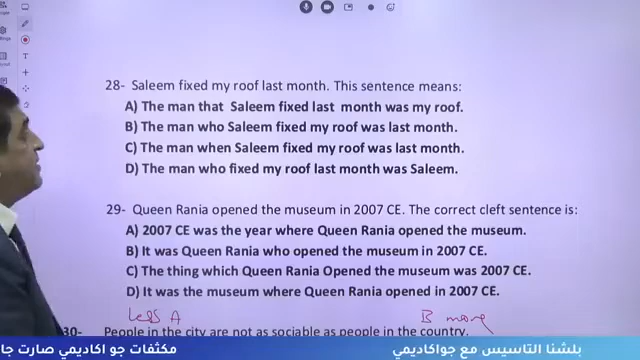 28- Saleem fixed my roof last month. This sentence means:
A) The man that Saleem fixed last month was my roof.
B) The man who Saleem fixed my roof was last month.
C) The man when Saleem fixed my roof was last month.
D) The man who fixed my roof last month was Saleem.
29- Queen Rania opened the museum in 2007 CE. The correct cleft sentence is:
A) 2007 CE was the year where Queen Rania opened the museum.
B) It was Queen Rania who opened the museum in 2007 CE.
C) The thing which Queen Rania Opened the museum was 2007 CE.
D) It was the museum where Queen Rania opened in 2007 CE.
Less A B more
30- People in the city are not as sociable as people in the country.
بلشنا التاسيس مع جواكاديمي
مكثفات جو اكاديمي صارت جا